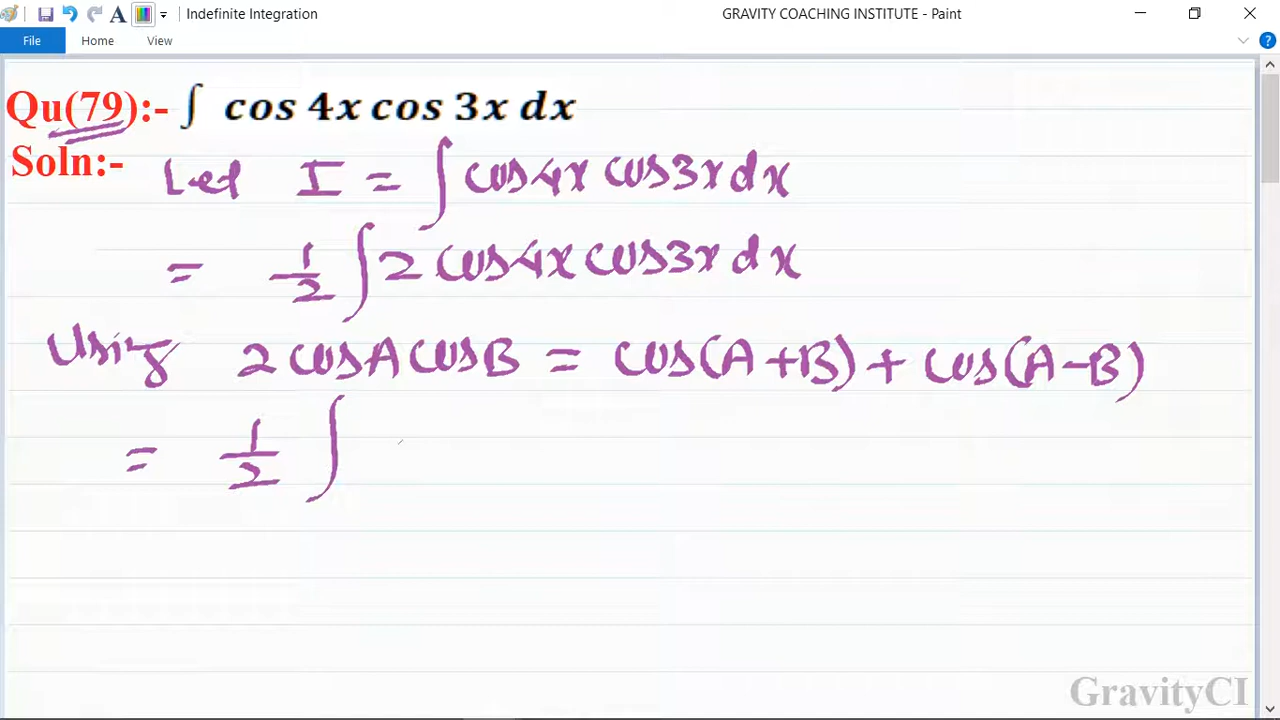 Indefinite Integration
GRAVITY COACHING INSTITUTE - Paint
File Home View
Qu(79):- ∫ cos 4x cos 3x dx
Soln:- Let I = ∫ cos4x cos3x dx
= 1/2 ∫ 2 cos4x cos3x dx
Using 2 cosA cosB = cos(A+B) + cos(A-B)
= 1/2 ∫
GravityCI